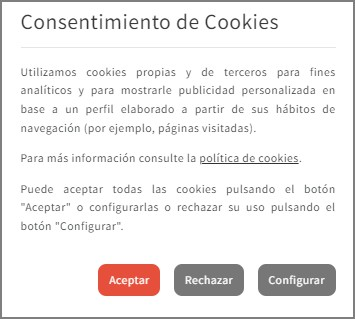 Consentimiento de Cookies
Utilizamos cookies propias y de terceros para fines
analíticos y para mostrarle publicidad personalizada en
base a un perfil elaborado a partir de sus hábitos de
navegación (por ejemplo, páginas visitadas).
Para más información consulte la política de cookies.
Puede aceptar todas las cookies pulsando el botón
"Aceptar" o configurarlas o rechazar su uso pulsando el
botón "Configurar".
Aceptar Rechazar Configurar